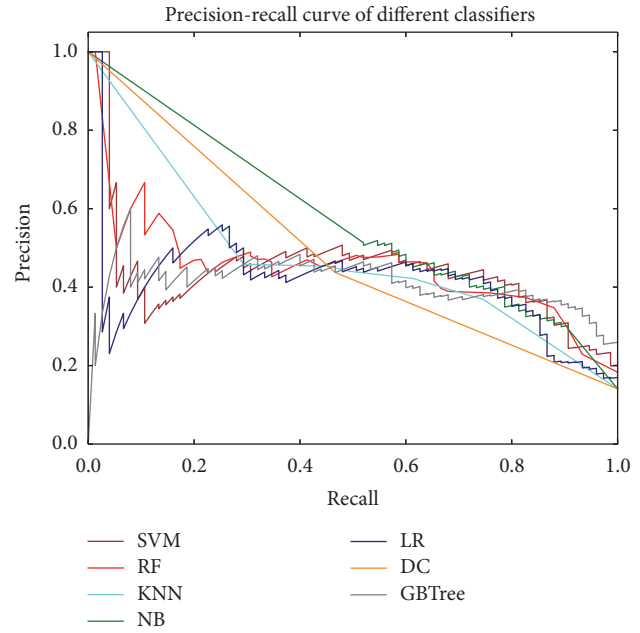 Precision-recall curve of different classifiers
1.0
0.8
0.6
0.4
0.2
0.0
Precision
0.0 0.2 0.4 0.6 0.8 1.0
Recall
SVM LR
RF DC
KNN GBTree
NB